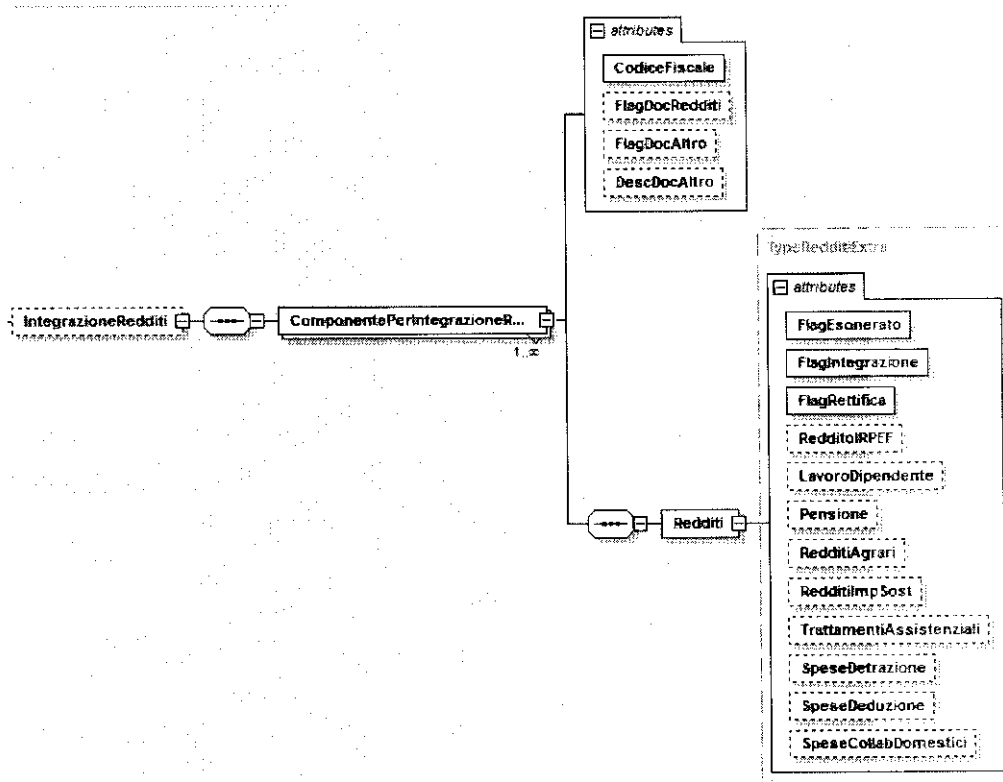 attributes
CodiceFiscale
FlagDocRedditi
FlagDocAltro
DescDocAltro
IntegrazioneRedditi
ComponentePerIntegrazioneR...
1..∞
Redditi
TypeRedditiExtra
attributes
FlagEsonerato
FlagIntegrazione
FlagRettifica
RedditoIRPEF
LavoroDipendente
Pensione
RedditiAgrari
RedditiImpSost
TrattamentiAssistenziali
SpeseDetrazione
SpeseDeduzione
SpeseCollabDomestici